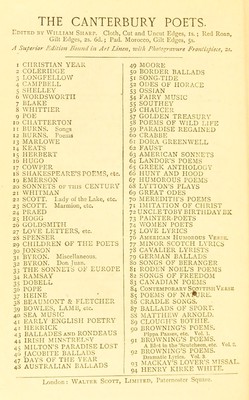 THE CANTERBURY POETS.
EDITED BY WILLIAM SHARP. Cloth, Cut and Uncut Edges, 1s.; Red Roan,
Gilt Edges, 2s. 6d.; Pad. Morocco, Gilt Edges, 5s.
A Superior Edition Bound in Art Linen, with Photogravure Frontispiece, 2s.
1 CHRISTIAN YEAR
2 COLERIDGE
3 LONGFELLOW
4 CAMPBELL
5 SHELLEY
6 WORDSWORTH
7 BLAKE
8 WHITTIER
9 POE
10 CHATTERTON
11 BURNS. Songs
12 BURNS. Poems
13 MARLOWE
14 KEATS
15 HERBERT
16 HUGO
17 COWPER
18 SHAKESPEARE'S POEMS, etc.
19 EMERSON
20 SONNETS OF THIS CENTURY
21 WHITMAN
22 SCOTT. Lady of the Lake, etc.
23 SCOTT. Marmion, etc.
24 PRAED
25 HOGG
26 GOLDSMITH
27 LOVE LETTERS, etc.
28 SPENSER
29 CHILDREN OF THE POETS
30 JONSON
31 BYRON. Miscellaneous.
32 BYRON. Don Juan.
33 THE SONNETS OF EUROPE
34 RAMSAY
35 DOBELL
36 POPE
37 HEINE
38 BEAUMONT & FLETCHER
39 BOWLES, LAMB, etc.
40 SEA MUSIC
41 EARLY ENGLISH POETRY
42 HERRICK
43 BALLADES AND RONDEAUS
44 IRISH MINSTRELSY
45 MILTON'S PARADISE LOST
46 JACOBITE BALLADS
47 DAYS OF THE YEAR
48 AUSTRALIAN BALLADS
49 MOORE
50 BORDER BALLADS
51 SONG-TIDE
52 ODES OF HORACE
53 OSSIAN
54 FAIRY MUSIC
55 SOUTHEY
56 CHAUCER
57 GOLDEN TREASURY
58 POEMS OF WILD LIFE
59 PARADISE REGAINED
60 CRABBE
61 DORA GREENWELL
62 FAUST
63 AMERICAN SONNETS
64 LANDOR'S POEMS
65 GREEK ANTHOLOGY
66 HUNT AND HOOD
67 HUMOROUS POEMS
68 LYTTON'S PLAYS
69 GREAT ODES
70 MEREDITH'S POEMS
71 IMITATION OF CHRIST
72 UNCLE TOBY BIRTHDAY BK
73 PAINTER-POETS
74 WOMEN POETS
75 LOVE LYRICS
76 AMERICAN HUMOROUS VERSE.
77 MINOR SCOTCH LYRICS
78 CAVALIER LYRISTS
79 GERMAN BALLADS
80 SONGS OF BERANGER
81 RODEN NOEL'S POEMS
82 SONGS OF FREEDOM
83 CANADIAN POEMS
84 CONTEMPORARY SCOTTISH VERSE
85 POEMS OF NATURE.
86 CRADLE SONGS.
87 BALLADS OF SPORT.
88 MATTHEW ARNOLD.
89 CLOUGH'S BOTHIE.
90 BROWNING'S POEMS.
Pippa Passes, etc. Vol. 1.
91 BROWNING'S POEMS.
A Blot in the 'Scutcheon, etc. Vol. 2.
92 BROWNING'S POEMS.
Dramatic Lyrics. Vol. 3.
93 MACKAY'S LOVER'S MISSAL.
94 HENRY KIRKE WHITE.
London: WALTER SCOTT, LIMITED, Paternoster Square.